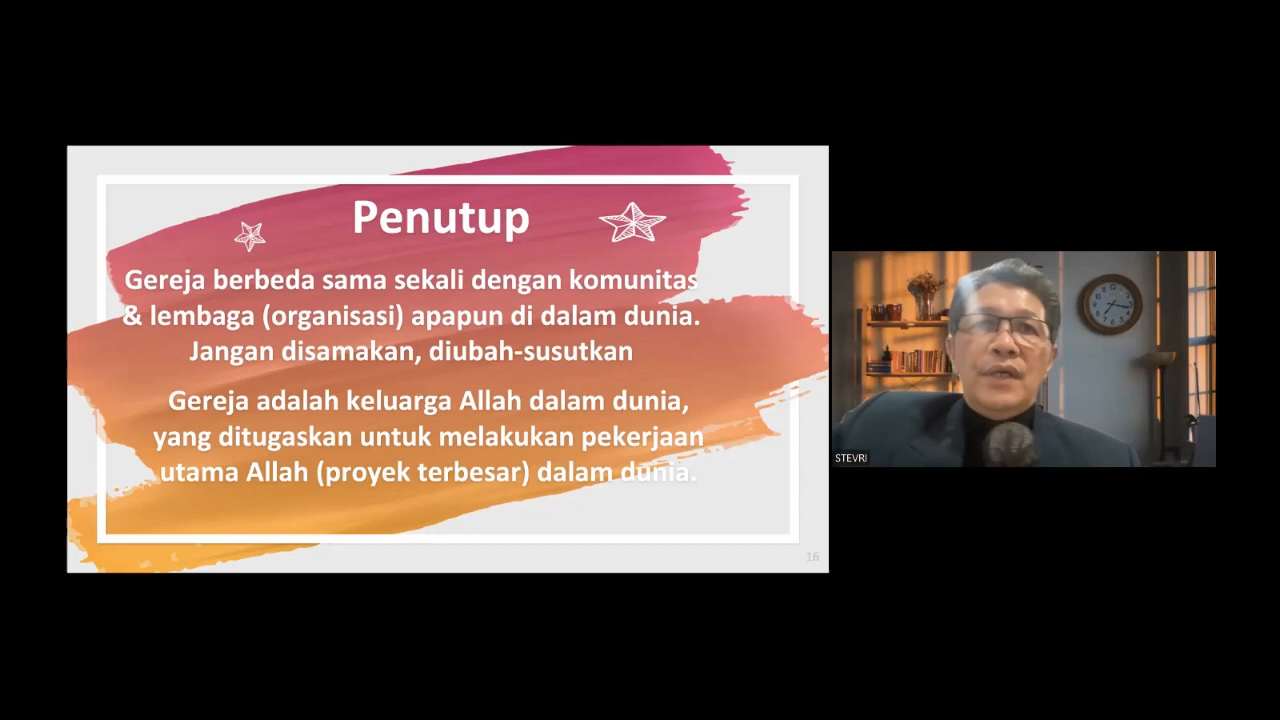 Penutup
Gereja berbeda sama sekali dengan komunitas
& lembaga (organisasi) apapun di dalam dunia.
Jangan disamakan, diubah-susutkan
Gereja adalah keluarga Allah dalam dunia,
yang ditugaskan untuk melakukan pekerjaan
utama Allah (proyek terbesar) dalam dunia.
16
STEVRI